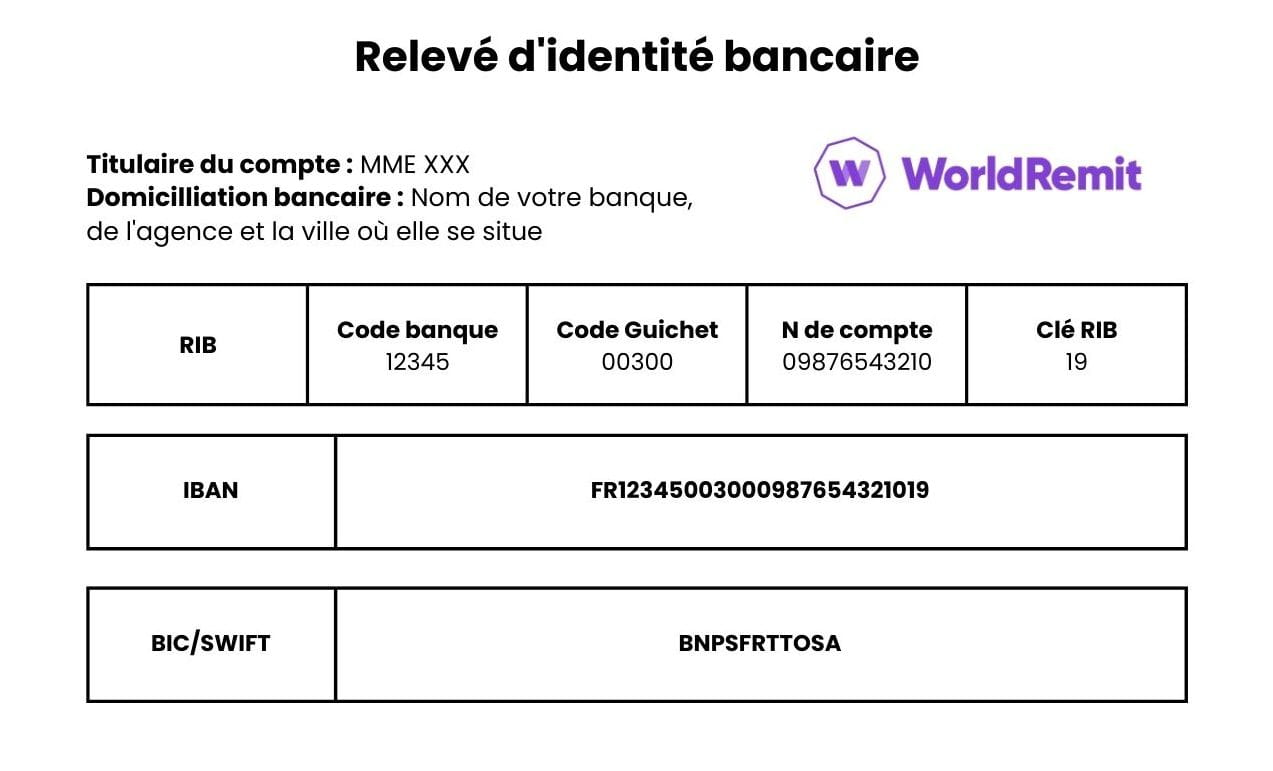 Relevé d'identité bancaire
Titulaire du compte : MME XXX
Domicilliation bancaire : Nom de votre banque,
de l'agence et la ville où elle se situe
W WorldRemit
RIB
Code banque
12345
Code Guichet
00300
N de compte
09876543210
Clé RIB
19
IBAN
FR12345003000987654321019
BIC/SWIFT
BNPSFRTTOSA